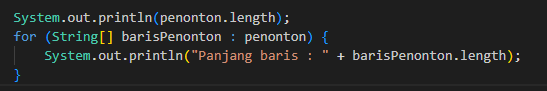 System.out.println(penonton.length);
for (String[] barisPenonton : penonton) {
    System.out.println("Panjang baris : " + barisPenonton.length);
}